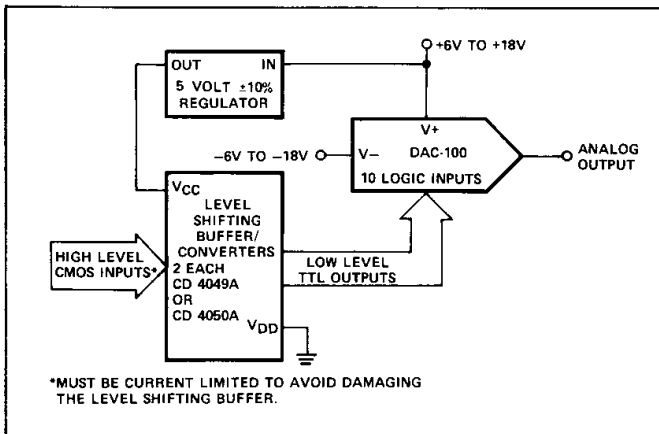 +6V TO +18V
OUT IN
5 VOLT ±10%
REGULATOR
V+
–6V TO –18V
V– DAC-100
10 LOGIC INPUTS
ANALOG
OUTPUT
VCC
LEVEL
SHIFTING
BUFFER/
CONVERTERS
2 EACH
CD 4049A
OR
CD 4050A
VDD
HIGH LEVEL
CMOS INPUTS*
LOW LEVEL
TTL OUTPUTS
*MUST BE CURRENT LIMITED TO AVOID DAMAGING
THE LEVEL SHIFTING BUFFER.